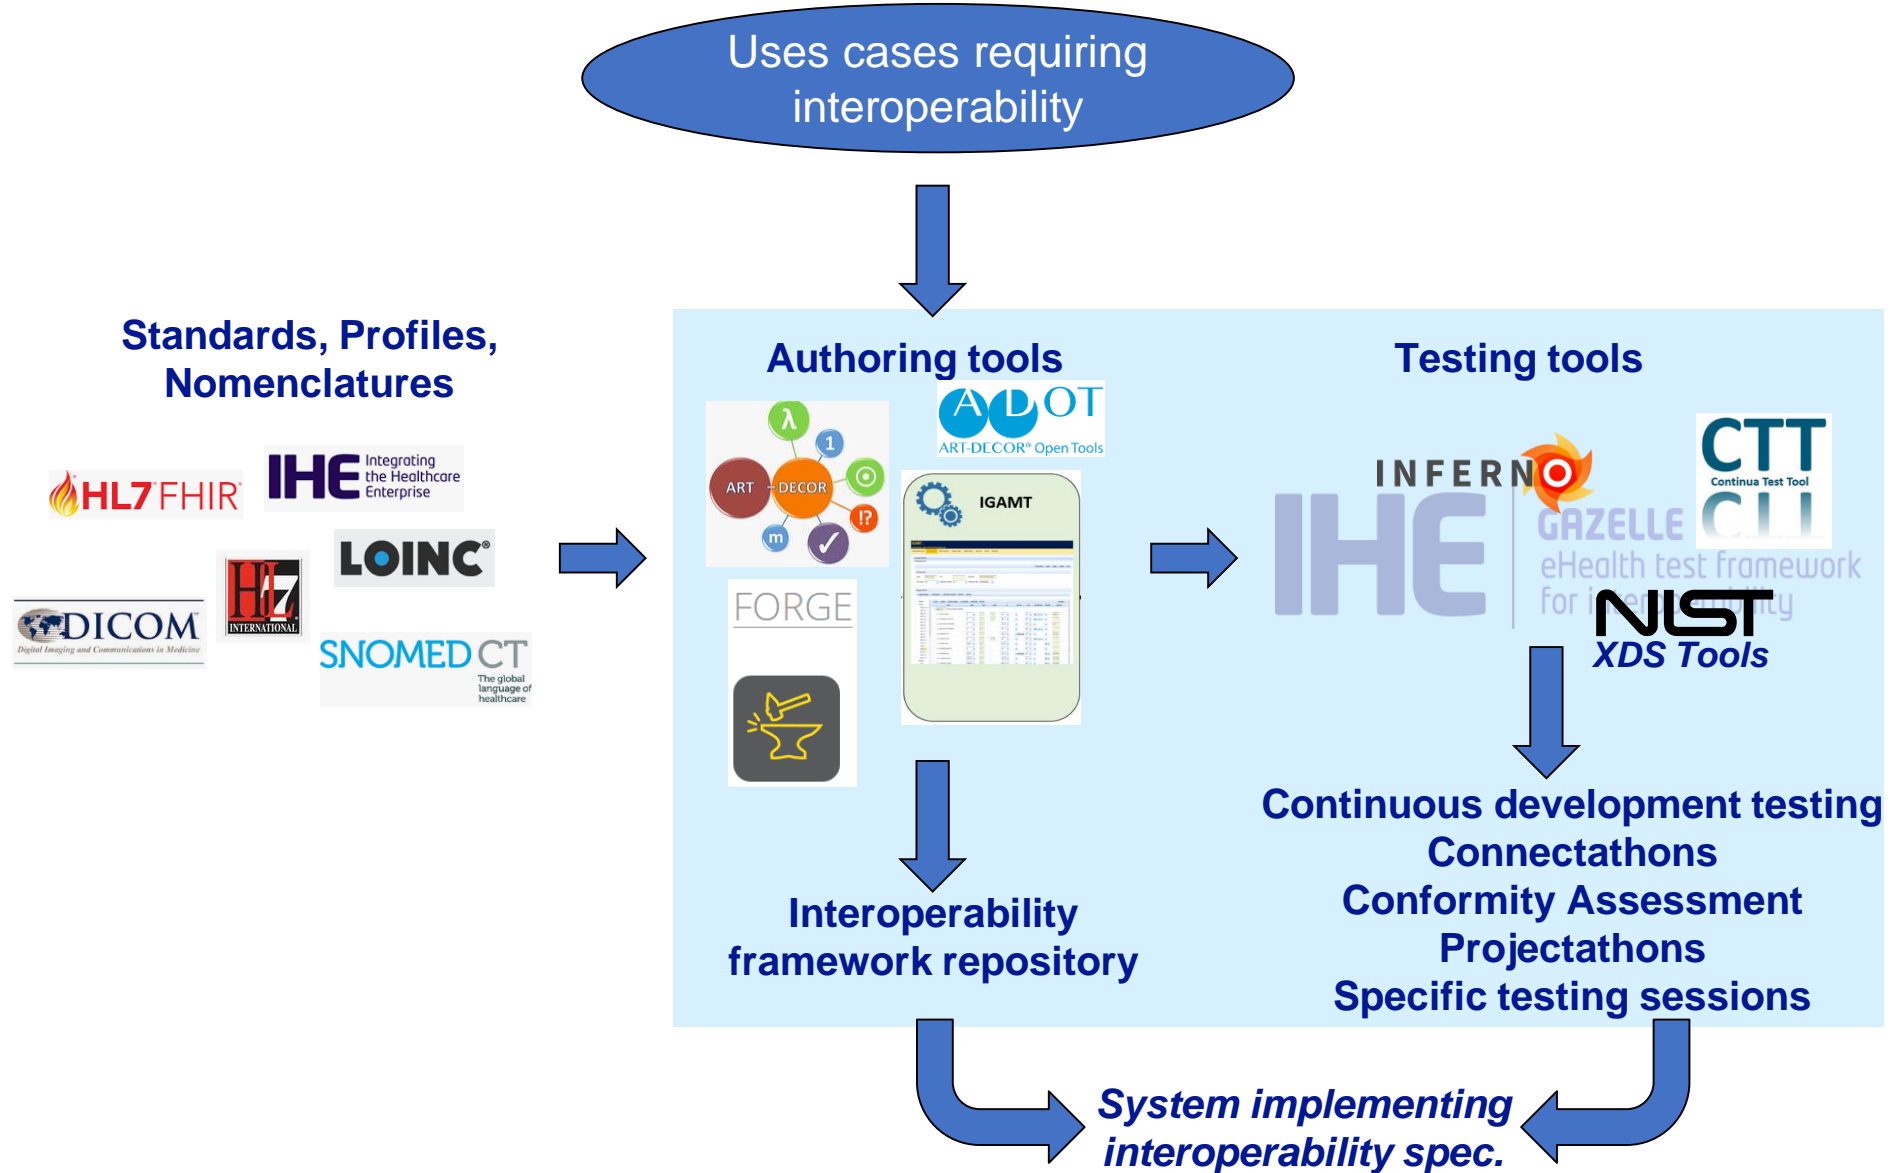 Uses cases requiring
interoperability
Standards, Profiles,
Nomenclatures
HL7 FHIR®
IHE Integrating
the Healthcare
Enterprise
LOINC®
HL7
INTERNATIONAL
DICOM
Digital Imaging and Communications in Medicine
SNOMED CT
The global
language of
healthcare
Authoring tools
ADOT
ART-DECOR® Open Tools
λ
1
ART
DECOR
!?
m
IGAMT
FORGE
Interoperability
framework repository
Testing tools
INFERNO
CTT
Continua Test Tool
IHE
GAZELLE
eHealth test framework
for interoperability
NIST
XDS Tools
Continuous development testing
Connectathons
Conformity Assessment
Projectathons
Specific testing sessions
System implementing
interoperability spec.